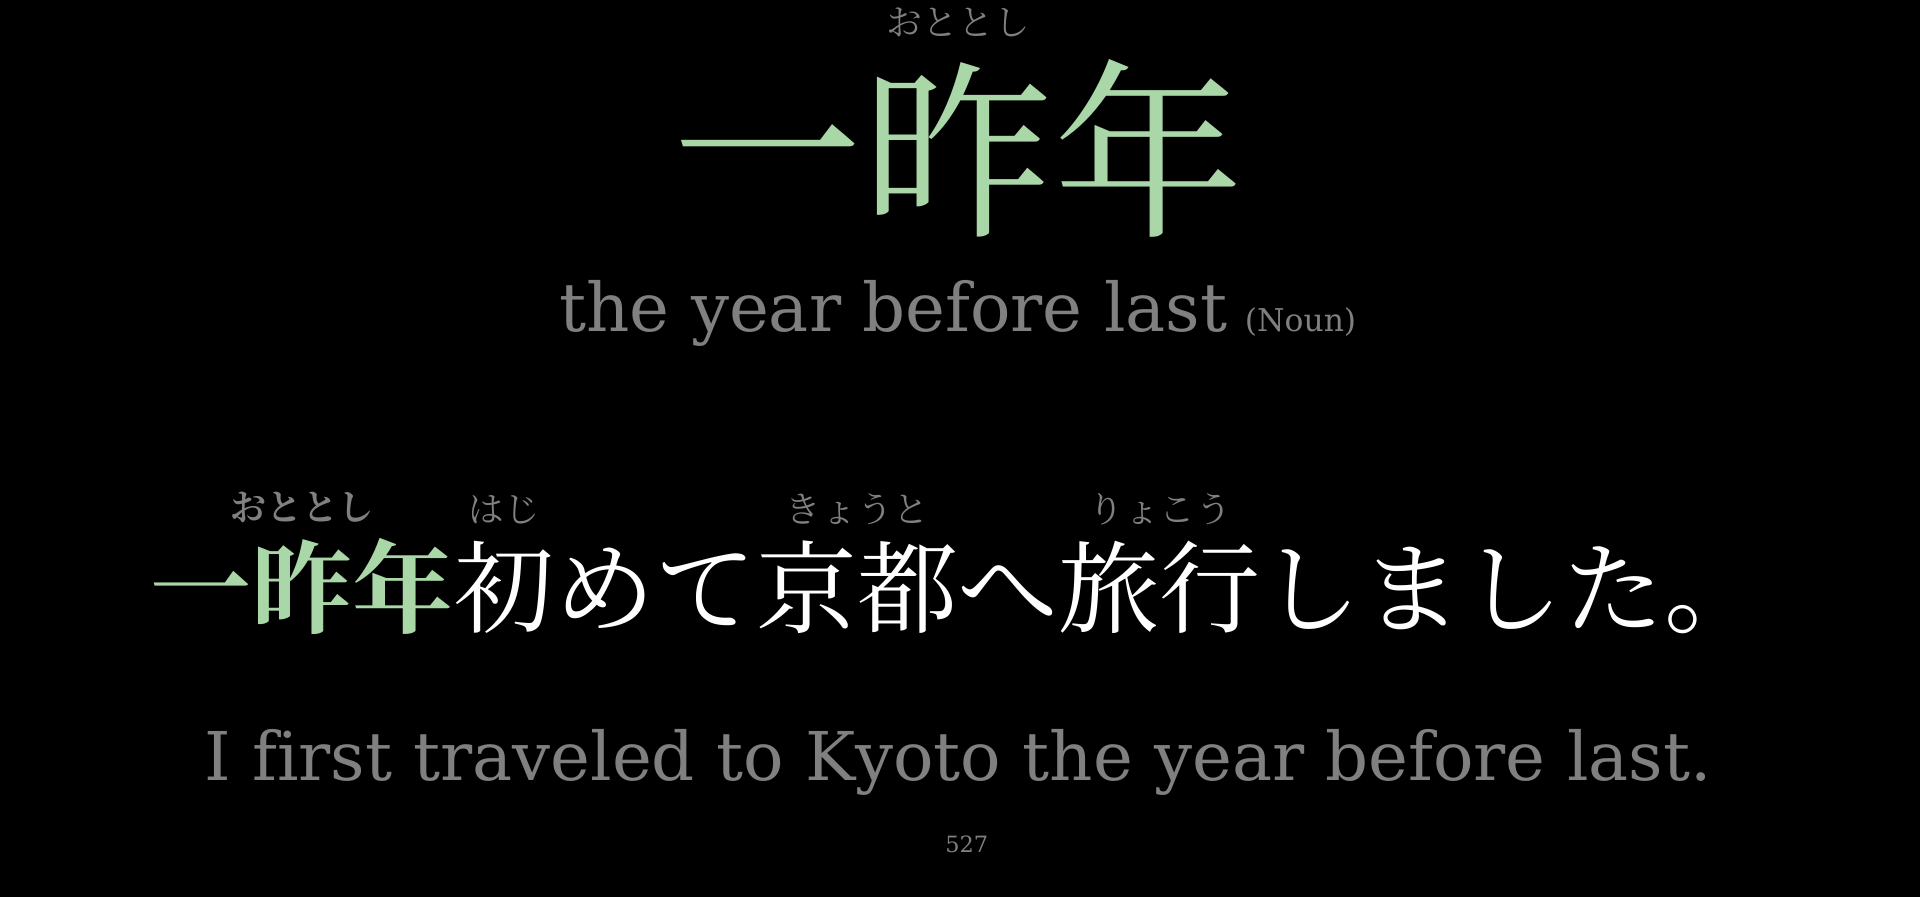 おととし
一昨年
the year before last (Noun)
おととし はじ きょうと りょこう
一昨年初めて京都へ旅行しました。
I first traveled to Kyoto the year before last.
527